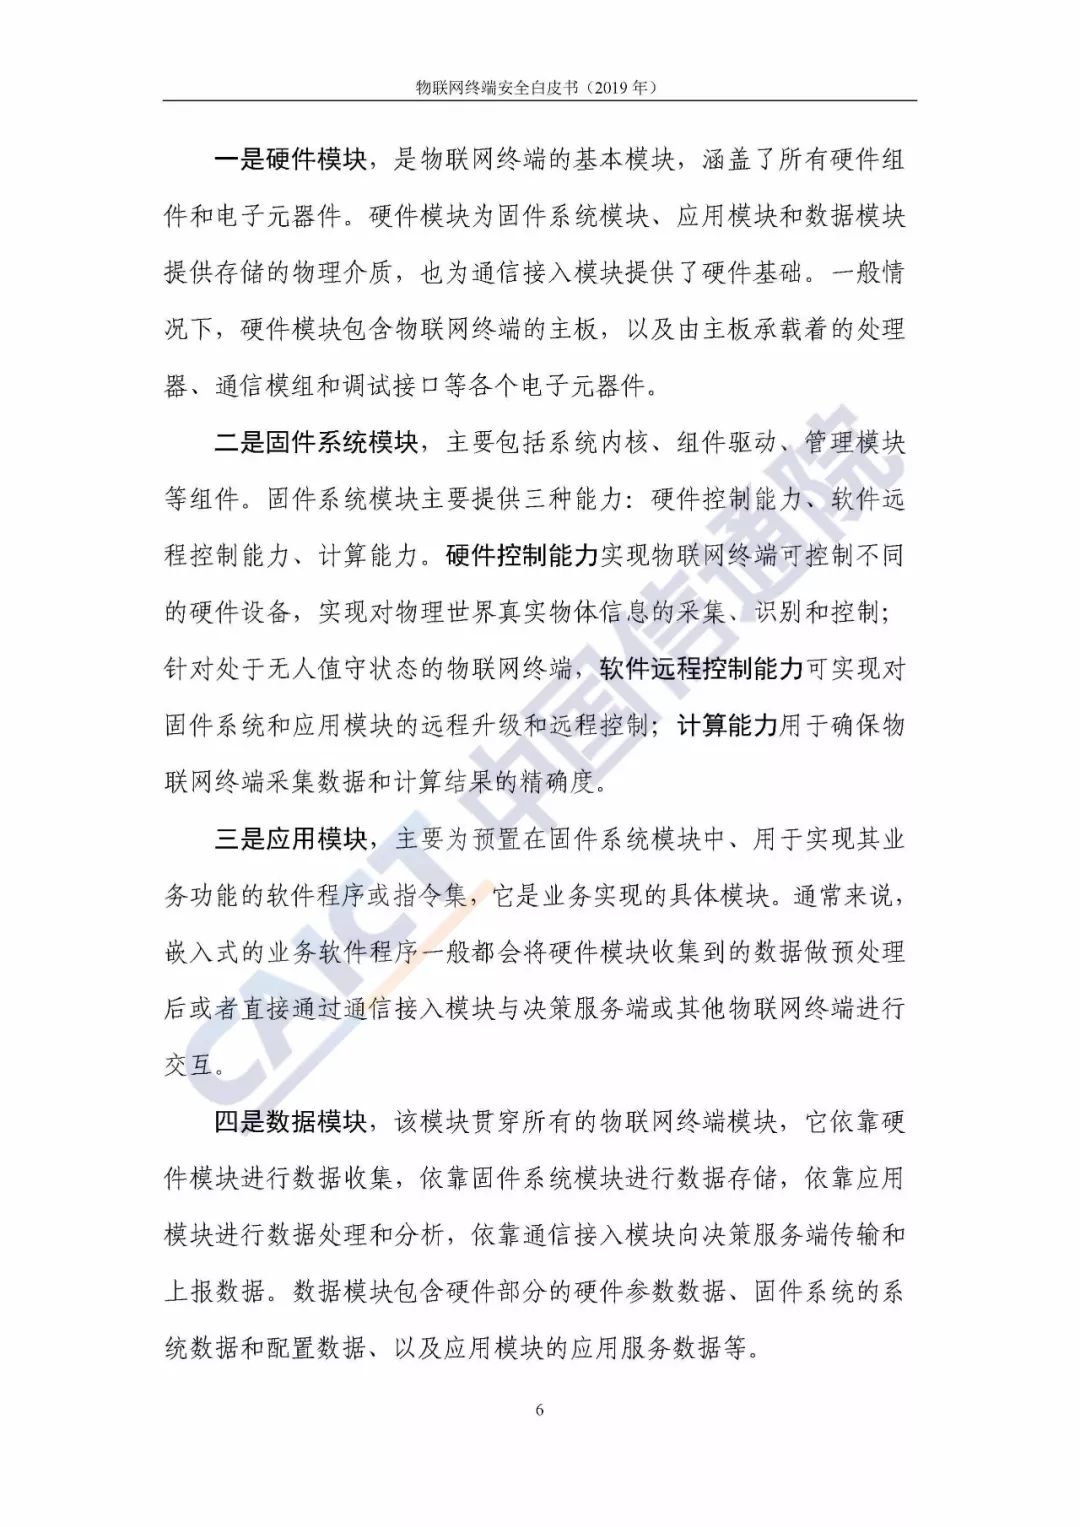 物联网终端安全白皮书（2019 年）
一是硬件模块，是物联网终端的基本模块，涵盖了所有硬件组
件和电子元器件。硬件模块为固件系统模块、应用模块和数据模块
提供存储的物理介质，也为通信接入模块提供了硬件基础。一般情
况下，硬件模块包含物联网终端的主板，以及由主板承载着的处理
器、通信模组和调试接口等各个电子元器件。
二是固件系统模块，主要包括系统内核、组件驱动、管理模块
等组件。固件系统模块主要提供三种能力：硬件控制能力、软件远
程控制能力、计算能力。硬件控制能力实现物联网终端可控制不同
的硬件设备，实现对物理世界真实物体信息的采集、识别和控制；
针对处于无人值守状态的物联网终端，软件远程控制能力可实现对
固件系统和应用模块的远程升级和远程控制；计算能力用于确保物
联网终端采集数据和计算结果的精确度。
三是应用模块，主要为预置在固件系统模块中、用于实现其业
务功能的软件程序或指令集，它是业务实现的具体模块。通常来说，
嵌入式的业务软件程序一般都会将硬件模块收集到的数据做预处理
后或者直接通过通信接入模块与决策服务端或其他物联网终端进行
交互。
四是数据模块，该模块贯穿所有的物联网终端模块，它依靠硬
件模块进行数据收集，依靠固件系统模块进行数据存储，依靠应用
模块进行数据处理和分析，依靠通信接入模块向决策服务端传输和
上报数据。数据模块包含硬件部分的硬件参数数据、固件系统的系
统数据和配置数据、以及应用模块的应用服务数据等。
6
CAICT 中国信通院